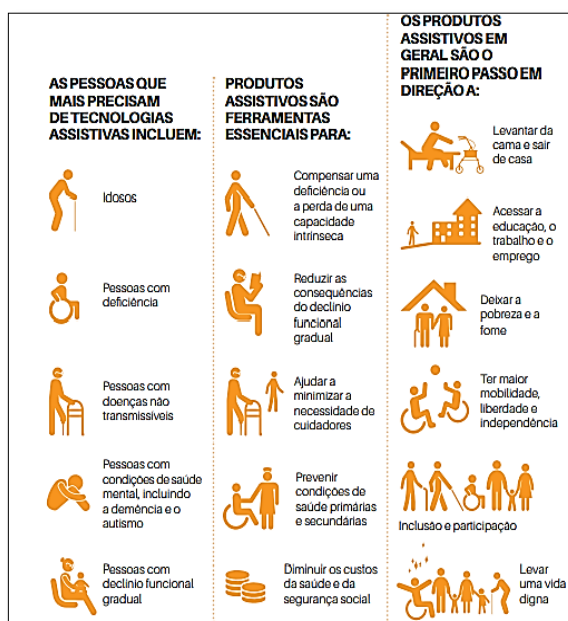 AS PESSOAS QUE
MAIS PRECISAM
DE TECNOLOGIAS
ASSISTIVAS INCLUEM:
Idosos
Pessoas com
deficiência
Pessoas com
doenças não
transmissíveis
Pessoas com
condições de saúde
mental, incluindo
a demência e o
autismo
Pessoas com
declínio funcional
gradual
PRODUTOS
ASSISTIVOS SÃO
FERRAMENTAS
ESSENCIAIS PARA:
Compensar uma
deficiência ou
a perda de uma
capacidade
intrínseca
Reduzir as
consequências
do declínio
funcional
gradual
Ajudar a
minimizar a
necessidade de
cuidadores
Prevenir
condições de
saúde primárias
e secundárias
Diminuir os custos
da saúde e da
segurança social
OS PRODUTOS
ASSISTIVOS EM
GERAL SÃO O
PRIMEIRO PASSO EM
DIREÇÃO A:
Levantar da
cama e sair
de casa
Acessar a
educação, o
trabalho e o
emprego
Deixar a
pobreza e a
fome
Ter maior
mobilidade,
liberdade e
independência
Inclusão e participação
Levar
uma vida
digna